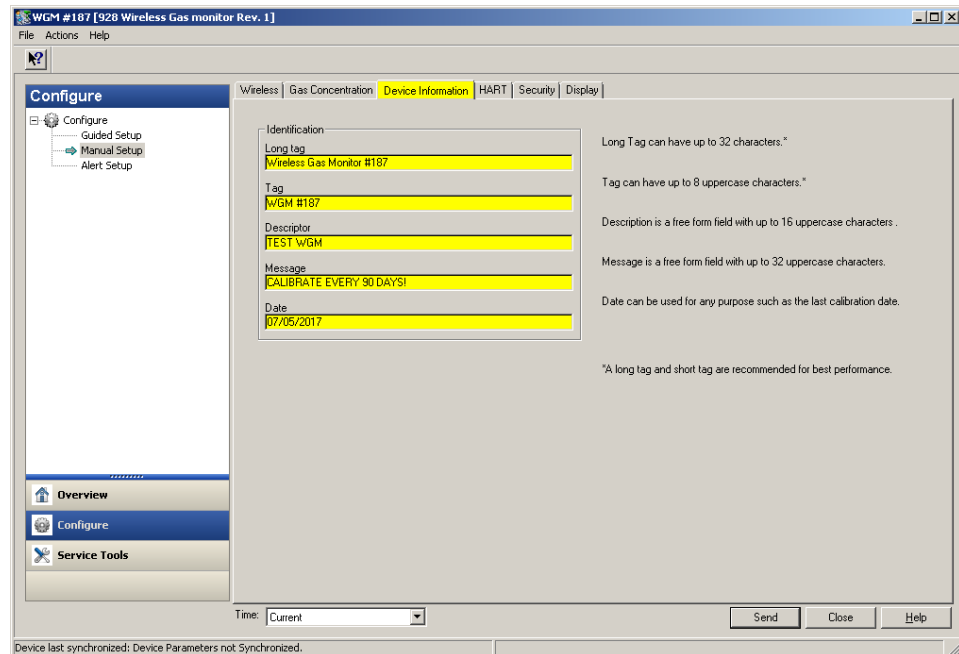 WGM #187 [928 Wireless Gas monitor Rev. 1]
File Actions Help
Configure
Configure
Guided Setup
Manual Setup
Alert Setup
Overview
Configure
Service Tools
Wireless Gas Concentration Device Information HART Security Display
Identification
Long tag
Wireless Gas Monitor #187
Long Tag can have up to 32 characters.*
Tag
WGM #187
Tag can have up to 8 uppercase characters.*
Descriptor
TEST WGM
Description is a free form field with up to 16 uppercase characters .
Message
CALIBRATE EVERY 90 DAYS!
Message is a free form field with up to 32 uppercase characters.
Date
07/05/2017
Date can be used for any purpose such as the last calibration date.
*A long tag and short tag are recommended for best performance.
Time: Current
Send Close Help
Device last synchronized: Device Parameters not Synchronized.